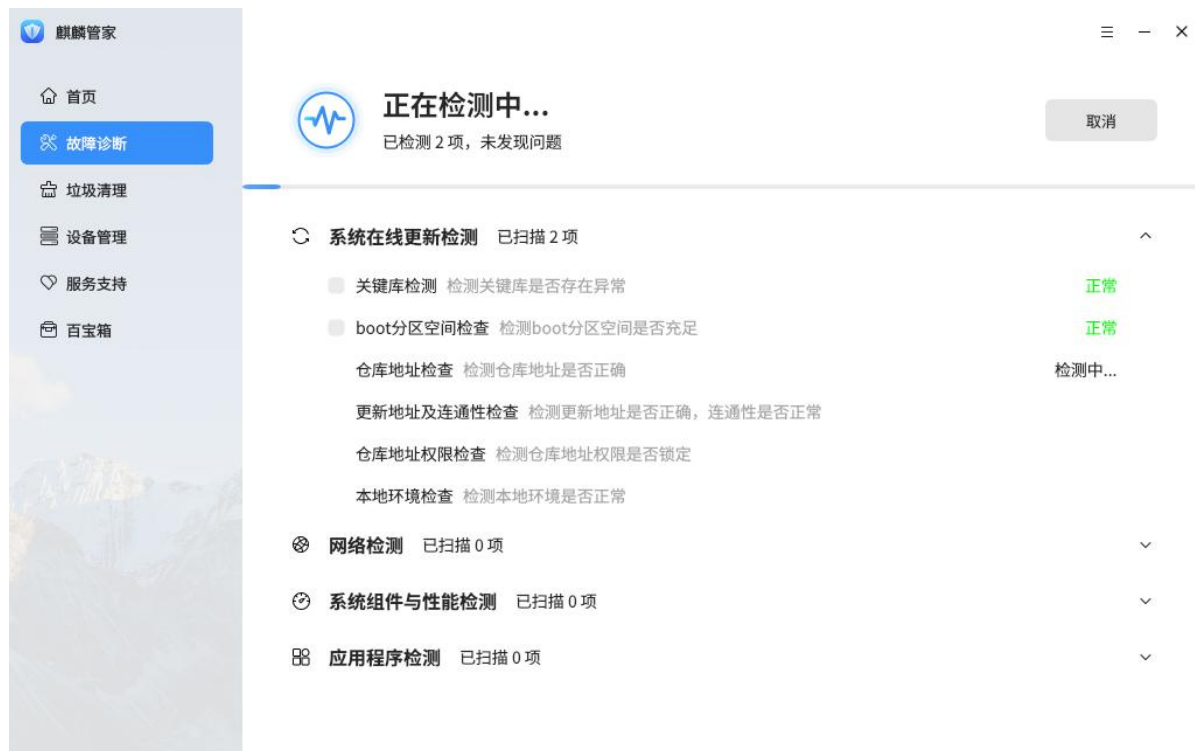 麒麟管家
首页
故障诊断
垃圾清理
设备管理
服务支持
百宝箱
正在检测中...
已检测 2 项，未发现问题
取消
系统在线更新检测 已扫描 2 项
关键库检测 检测关键库是否存在异常 正常
boot分区空间检查 检测boot分区空间是否充足 正常
仓库地址检查 检测仓库地址是否正确 检测中...
更新地址及连通性检查 检测更新地址是否正确，连通性是否正常
仓库地址权限检查 检测仓库地址权限是否锁定
本地环境检查 检测本地环境是否正常
网络检测 已扫描 0 项
系统组件与性能检测 已扫描 0 项
应用程序检测 已扫描 0 项